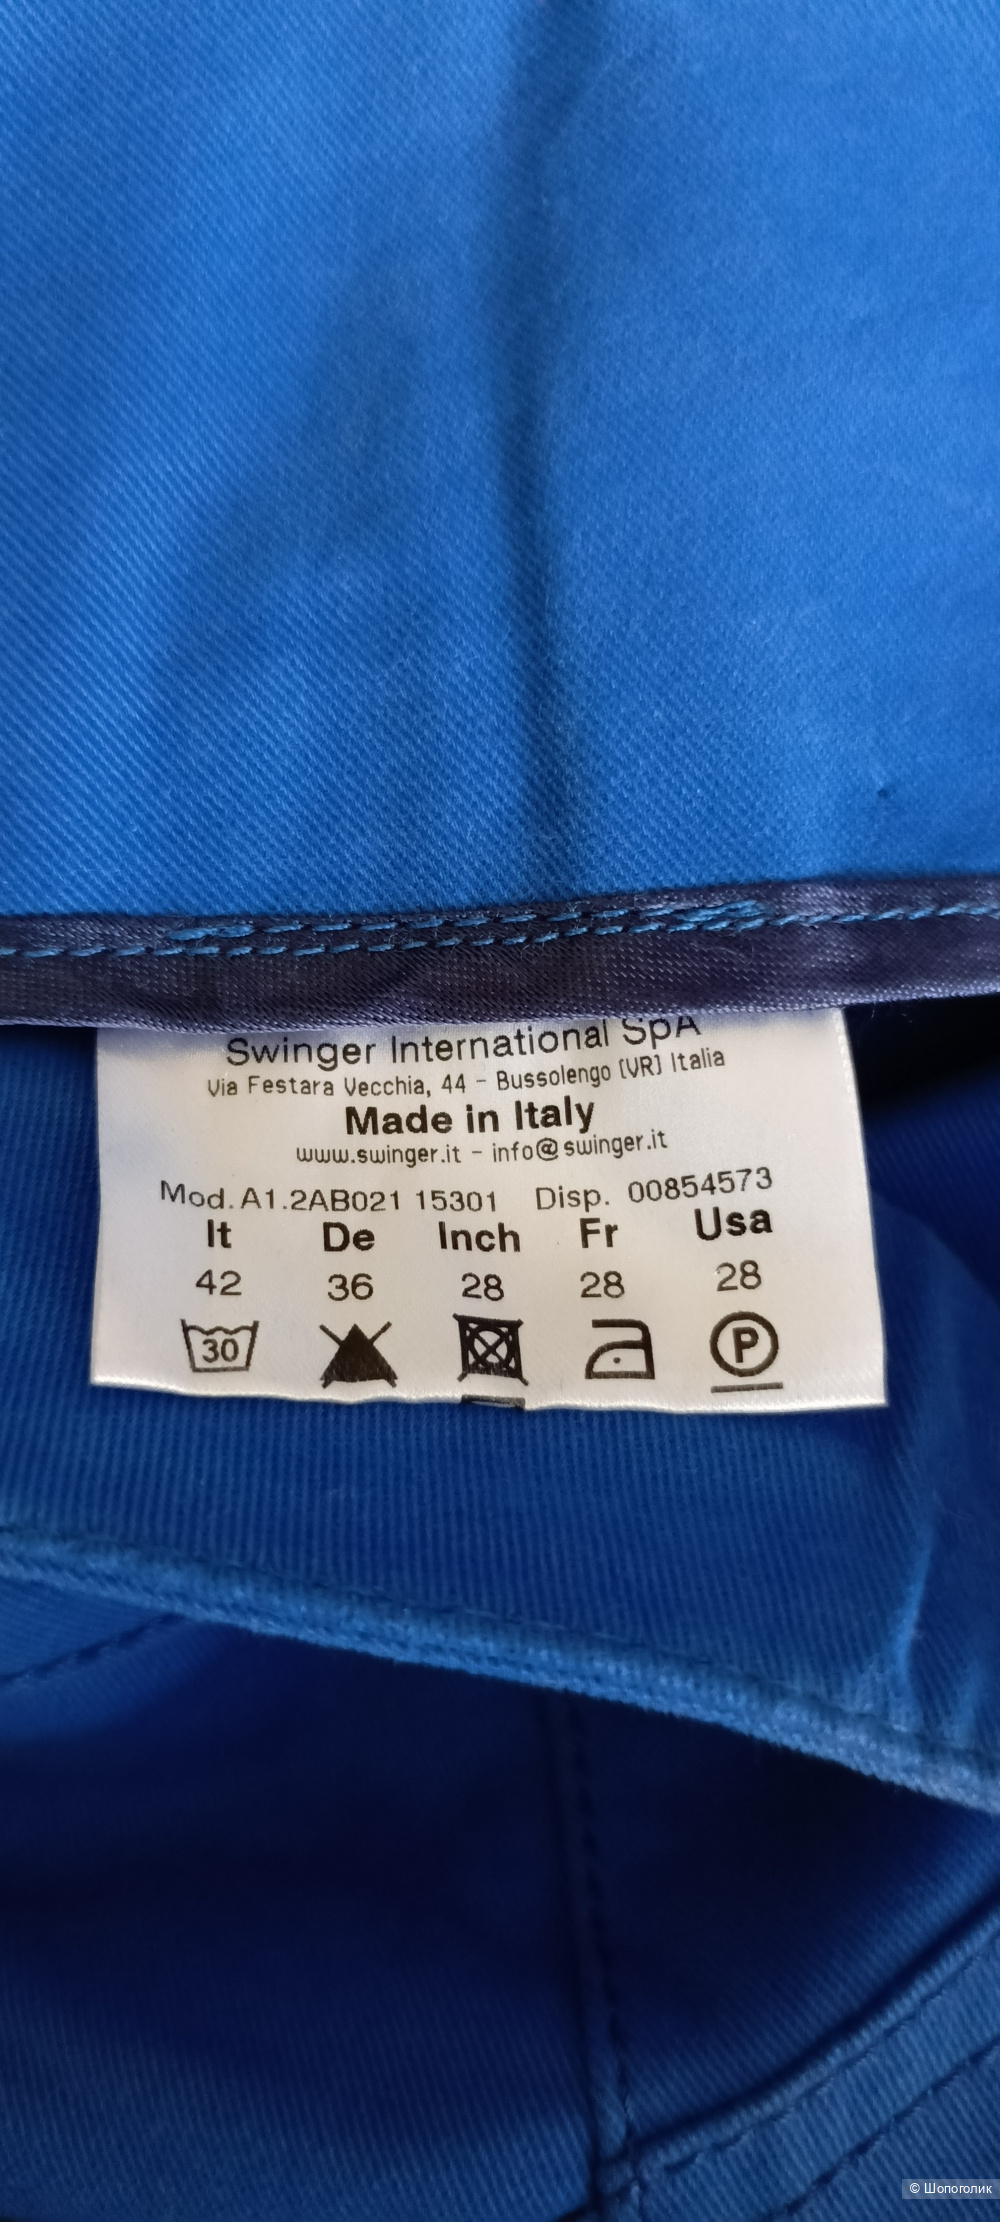 Swinger International SpA
Via Festara Vecchia, 44 - Bussolengo (VR) Italia
Made in Italy
www.swinger.it - info@swinger.it
Mod. A1.2AB021 15301 Disp. 00854573
It De Inch Fr Usa
42 36 28 28 28
30 P
© Шопоголик